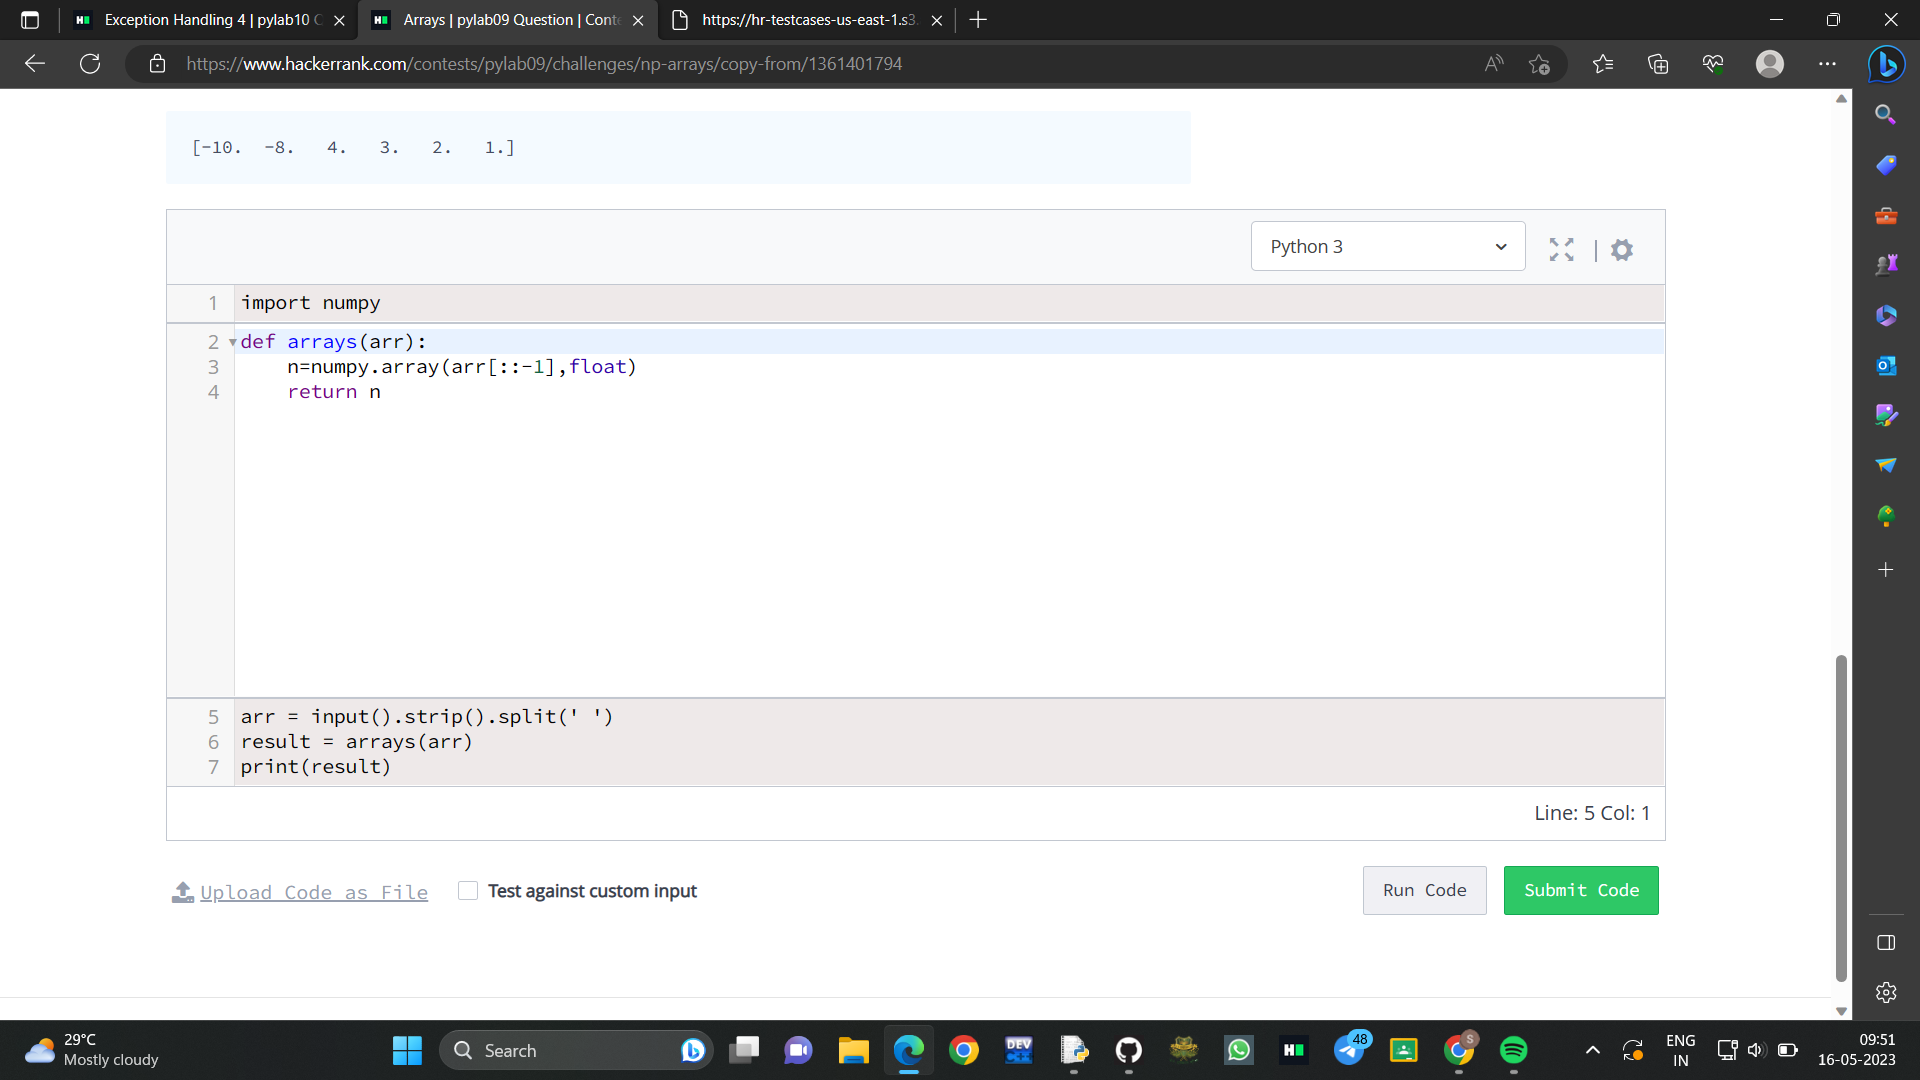 Exception Handling 4 | pylab10 C
Arrays | pylab09 Question | Conte
https://hr-testcases-us-east-1.s3.
https://www.hackerrank.com/contests/pylab09/challenges/np-arrays/copy-from/1361401794
[-10.  -8.   4.   3.   2.   1.]
Python 3
1 import numpy
2 def arrays(arr):
3     n=numpy.array(arr[::-1],float)
4     return n
5 arr = input().strip().split(' ')
6 result = arrays(arr)
7 print(result)
Line: 5 Col: 1
Upload Code as File
Test against custom input
Run Code
Submit Code
29°C
Mostly cloudy
Search
DEV
C++
48
S
ENG
IN
09:51
16-05-2023